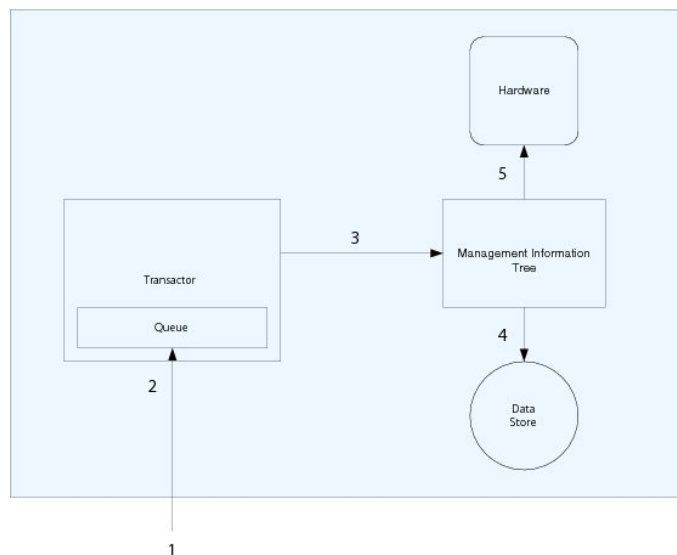 Hardware
5
3
Management Information
Tree
Transactor
Queue
4
2
Data
Store
1